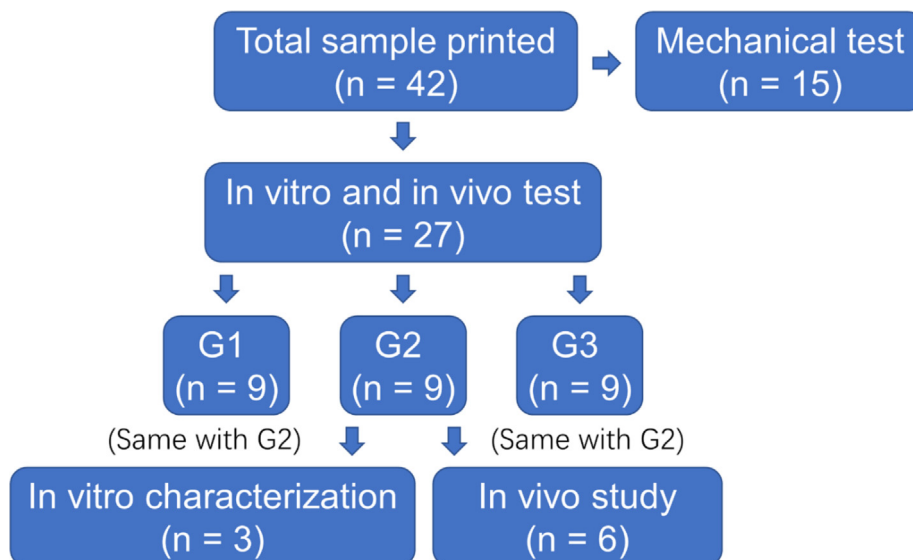 Total sample printed
(n = 42)
Mechanical test
(n = 15)
In vitro and in vivo test
(n = 27)
G1
(n = 9)
G2
(n = 9)
G3
(n = 9)
(Same with G2)
(Same with G2)
In vitro characterization
(n = 3)
In vivo study
(n = 6)